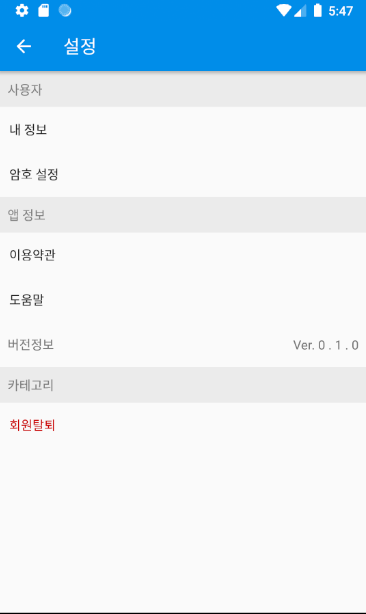 5:47
설정
사용자
내 정보
암호 설정
앱 정보
이용약관
도움말
버전정보 Ver. 0 . 1 . 0
카테고리
회원탈퇴